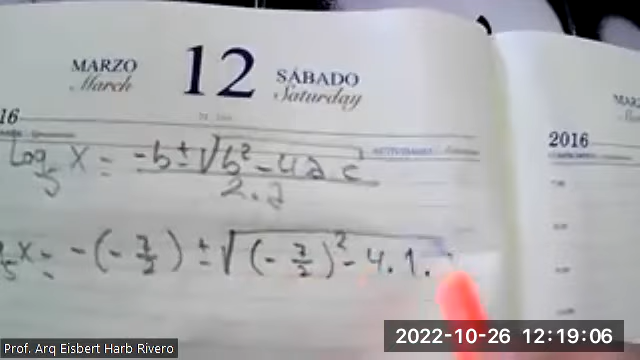 MARZO
March
12
SÁBADO
Saturday
16
2016
Log₅ X = -b ± √b² - 4 a c
2.a
₅X = -(-7/2) ± √(-7/2)² - 4.1.
Prof. Arq Eisbert Harb Rivero
2022-10-26 12:19:06